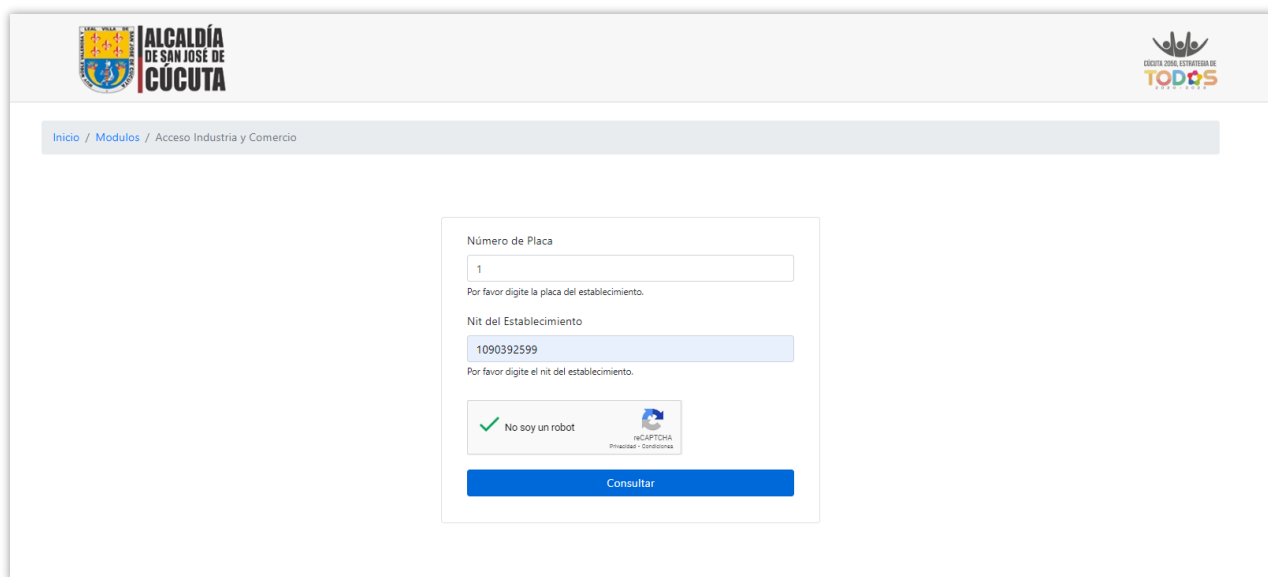 ALCALDÍA
DE SAN JOSÉ DE
CÚCUTA
CÚCUTA 2050, ESTRATEGIA DE
TODOS
Inicio / Modulos / Acceso Industria y Comercio
Número de Placa
1
Por favor digite la placa del establecimiento.
Nit del Establecimiento
1090392599
Por favor digite el nit del establecimiento.
No soy un robot
reCAPTCHA
Privacidad - Condiciones
Consultar